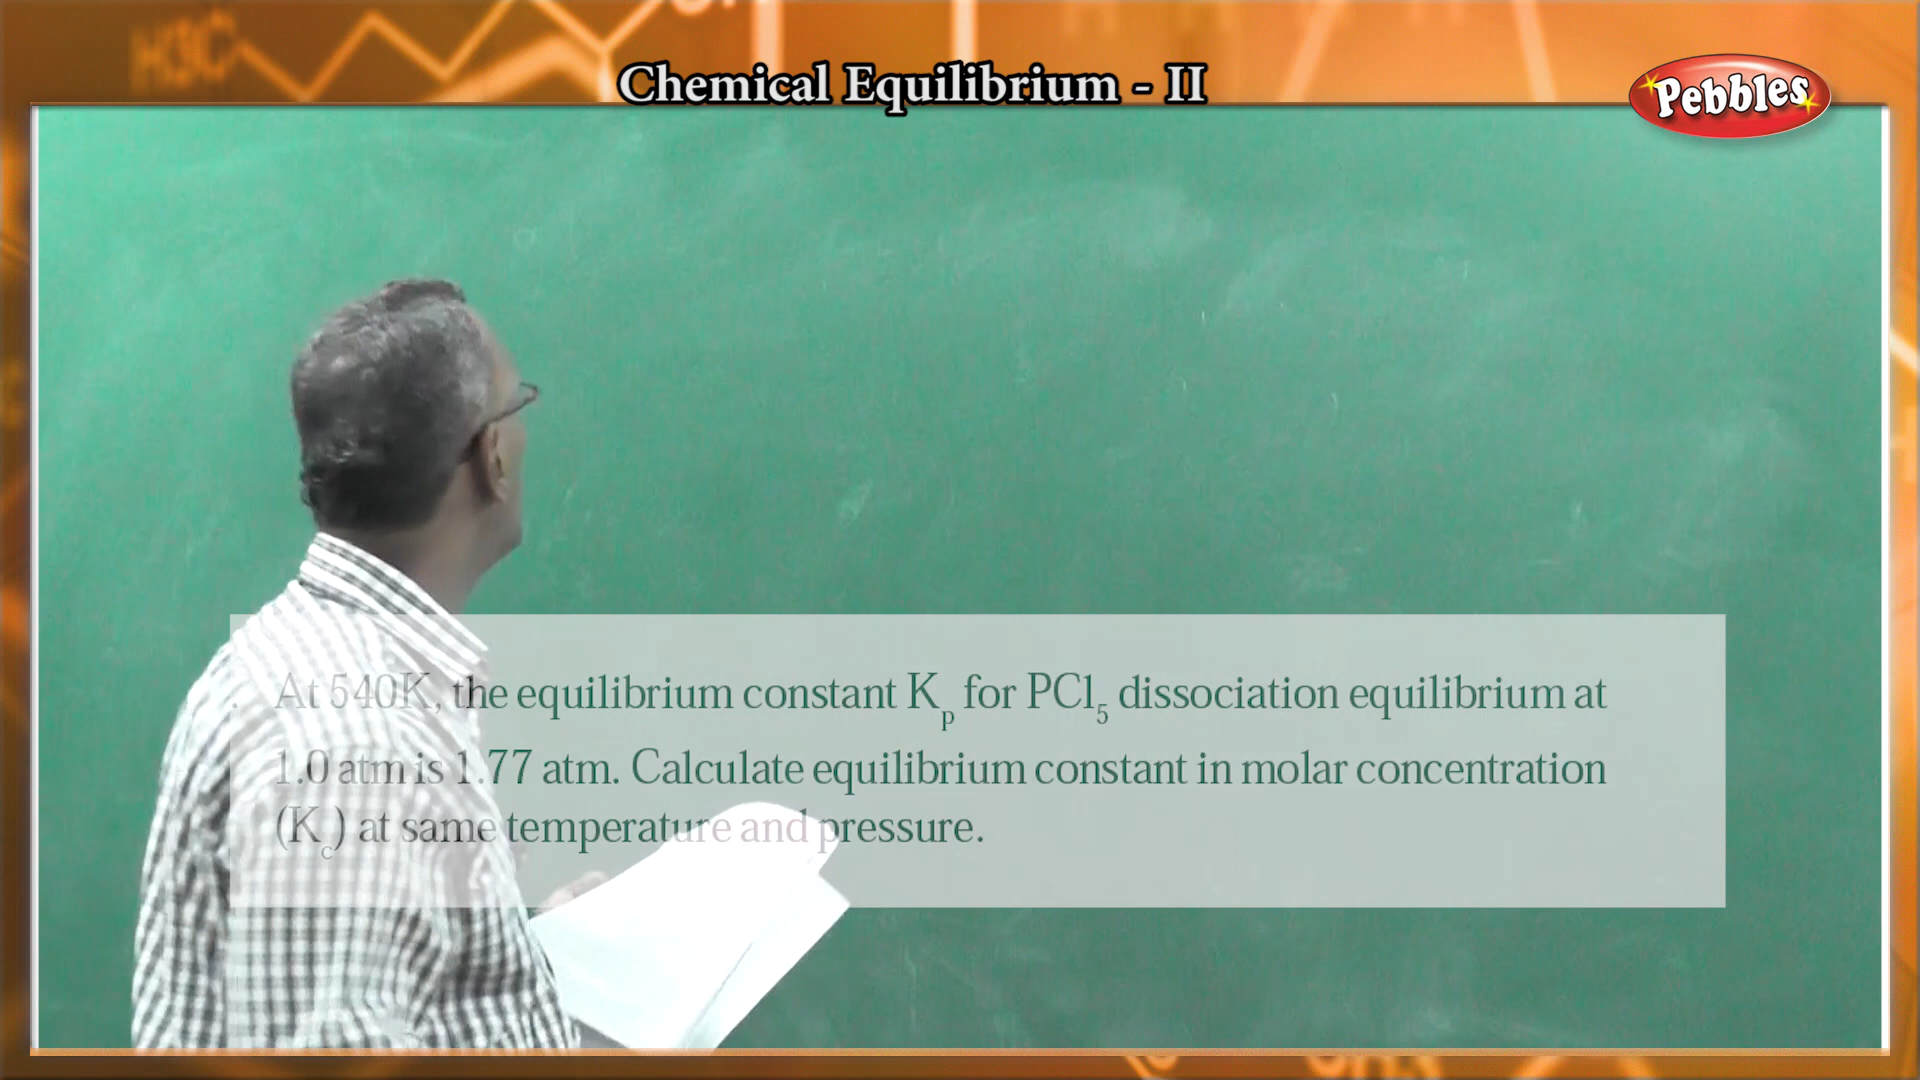 Chemical Equilibrium - II
Pebbles
. At 540K, the equilibrium constant Kp for PCl5 dissociation equilibrium at
1.0 atm is 1.77 atm. Calculate equilibrium constant in molar concentration
(Kc) at same temperature and pressure.
H3C